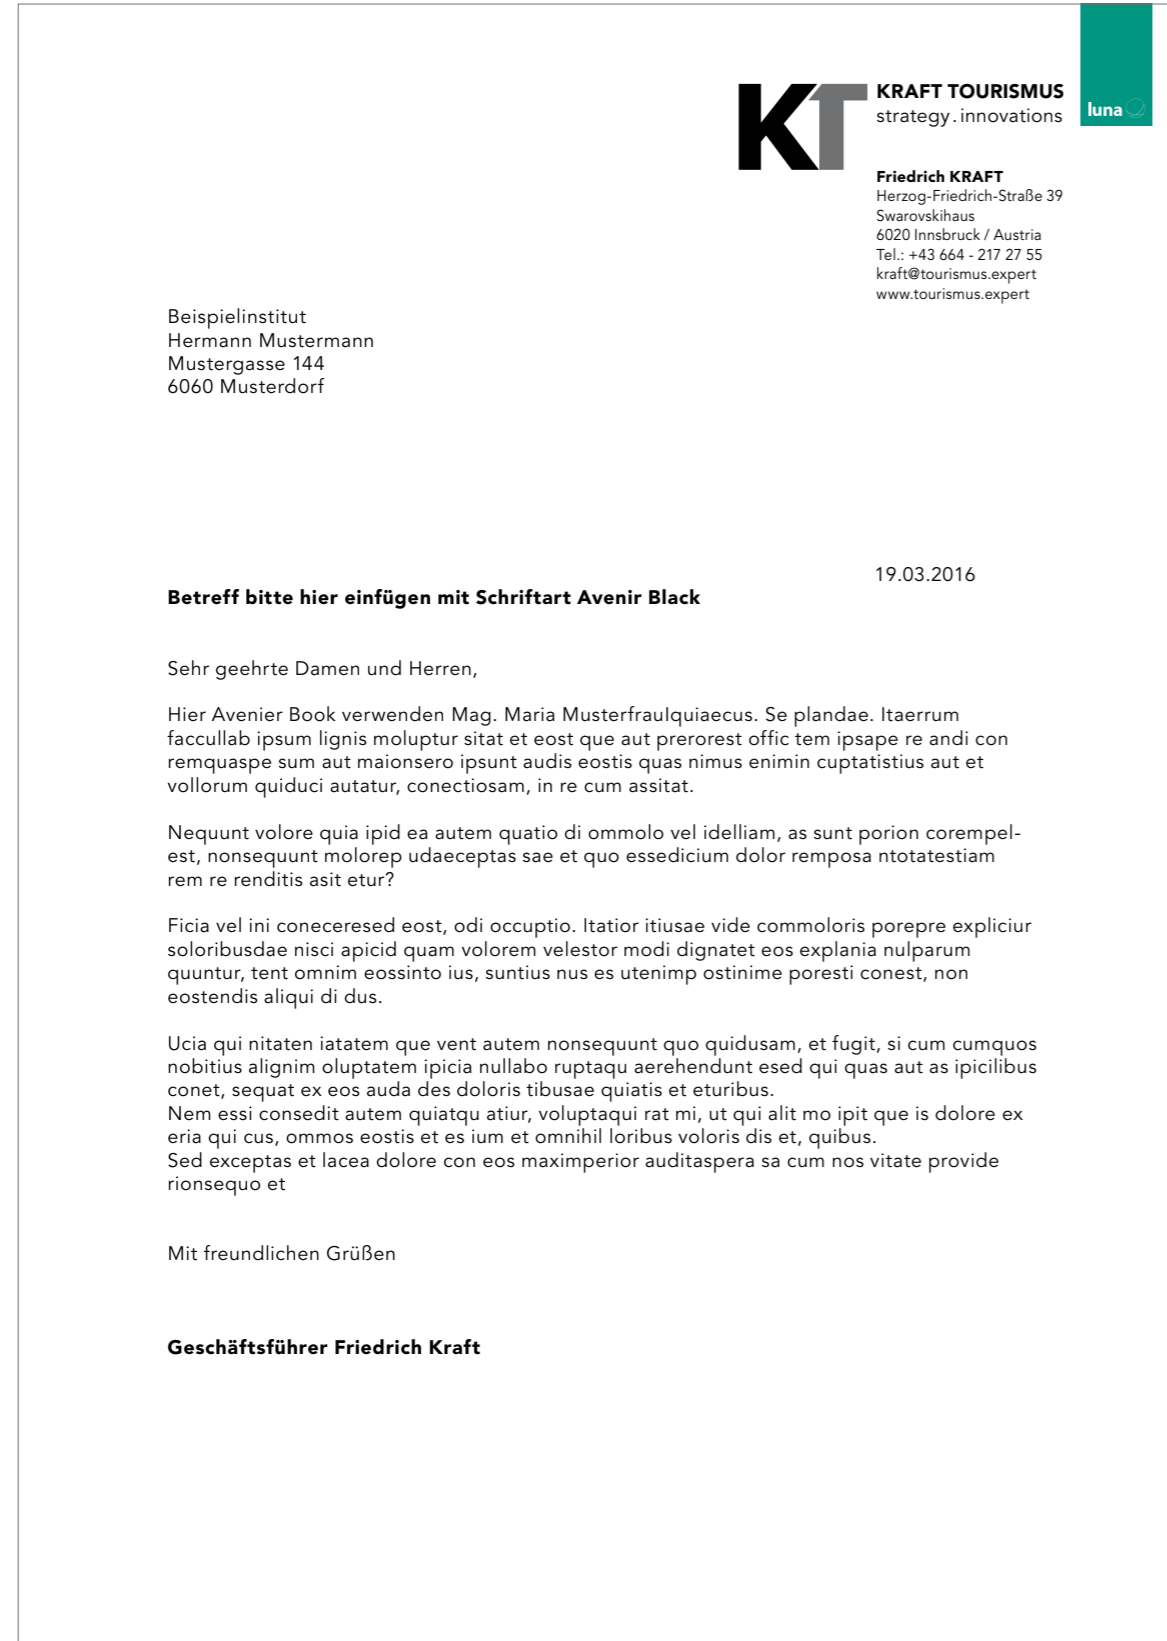 KT
KRAFT TOURISMUS
strategy . innovations
luna
Friedrich KRAFT
Herzog-Friedrich-Straße 39
Swarovskihaus
6020 Innsbruck / Austria
Tel.: +43 664 - 217 27 55
kraft@tourismus.expert
www.tourismus.expert
Beispielinstitut
Hermann Mustermann
Mustergasse 144
6060 Musterdorf
19.03.2016
Betreff bitte hier einfügen mit Schriftart Avenir Black
Sehr geehrte Damen und Herren,
Hier Avenier Book verwenden Mag. Maria MusterfrauIquiaecus. Se plandae. Itaerrum
faccullab ipsum lignis moluptur sitat et eost que aut prerorest offic tem ipsape re andi con
remquaspe sum aut maionsero ipsunt audis eostis quas nimus enimin cuptatistius aut et
vollorum quiduci autatur, conectiosam, in re cum assitat.
Nequunt volore quia ipid ea autem quatio di ommolo vel idelliam, as sunt porion corempel-
est, nonsequnt molorep udaeceptas sae et quo essedicium dolor remposa ntotatestiam
rem re renditis asit etur?
Ficia vel ini coneceresed eost, odi occuptio. Itatior itiusae vide commoloris porepre expliciur
soloribusdae nisci apicid quam volorem velestor modi dignatet eos explania nulparum
quuntur, tent omnim eossinto ius, suntius nus es utenimp ostinime poresti conest, non
eostendis aliqui di dus.
Ucia qui nitaten iatatem que vent autem nonsequunt quo quidusam, et fugit, si cum cumquos
nobitius alignim oluptatem ipicia nullabo ruptaqu aerehendunt esed qui quas aut as ipicilibus
conet, sequat ex eos auda des doloris tibusae quiatis et eturibus.
Nem essi consedit autem quiatqu atiur, voluptaqui rat mi, ut qui alit mo ipit que is dolore ex
eria qui cus, ommos eostis et es ium et omnihil loribus voloris dis et, quibus.
Sed exceptas et lacea dolore con eos maximperior auditaspera sa cum nos vitate provide
rionsequo et
Mit freundlichen Grüßen
Geschäftsführer Friedrich Kraft